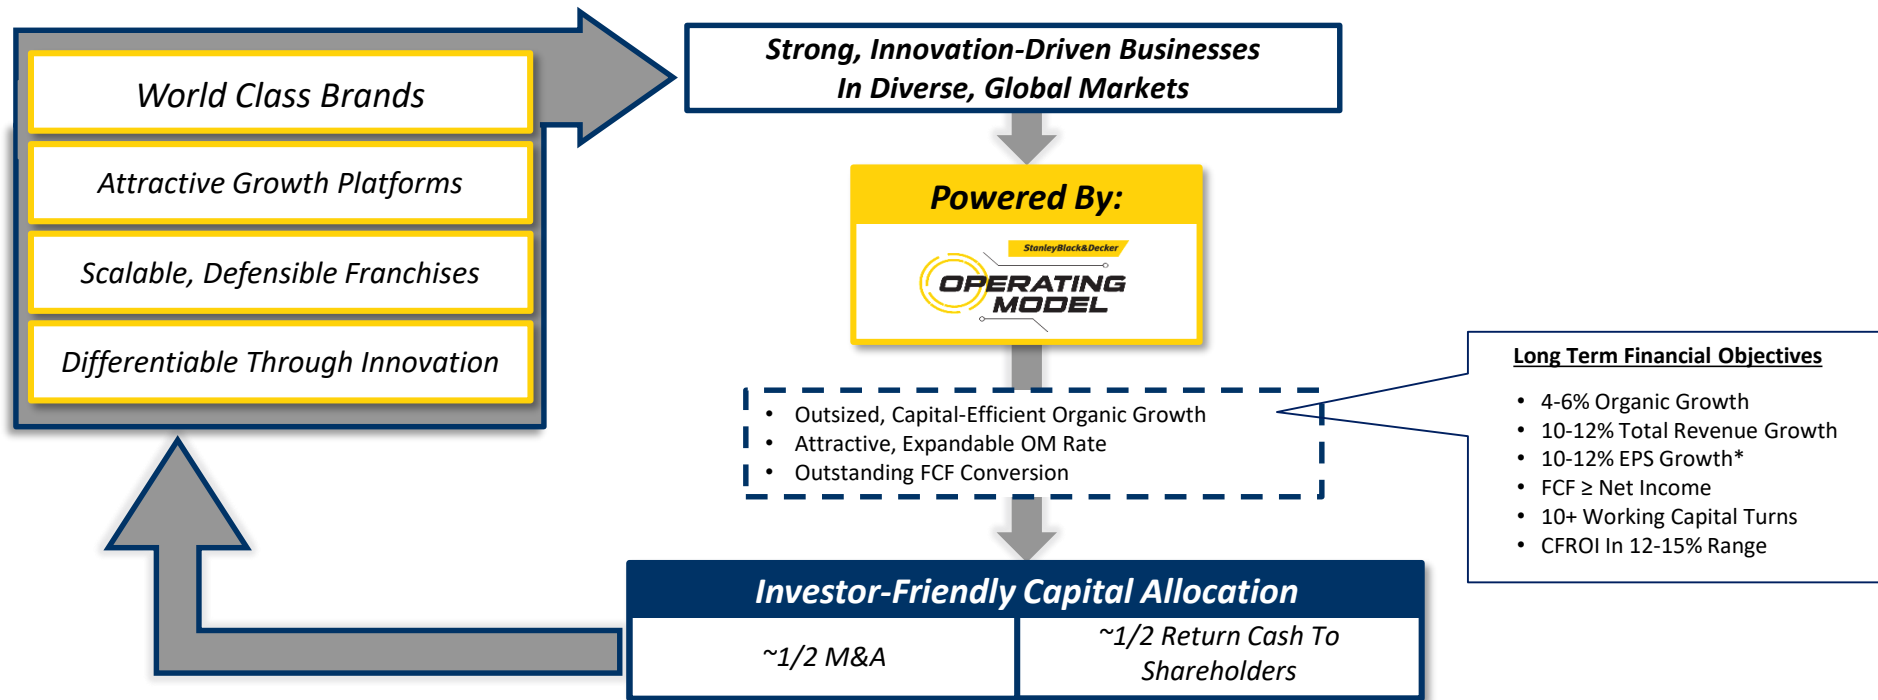 World Class Brands
Attractive Growth Platforms
Scalable, Defensible Franchises
Differentiable Through Innovation
Strong, Innovation-Driven Businesses
In Diverse, Global Markets
Powered By:
StanleyBlack&Decker
OPERATING
MODEL
• Outsized, Capital-Efficient Organic Growth
• Attractive, Expandable OM Rate
• Outstanding FCF Conversion
Long Term Financial Objectives
• 4-6% Organic Growth
• 10-12% Total Revenue Growth
• 10-12% EPS Growth*
• FCF ≥ Net Income
• 10+ Working Capital Turns
• CFROI In 12-15% Range
Investor-Friendly Capital Allocation
~1/2 M&A
~1/2 Return Cash To
Shareholders